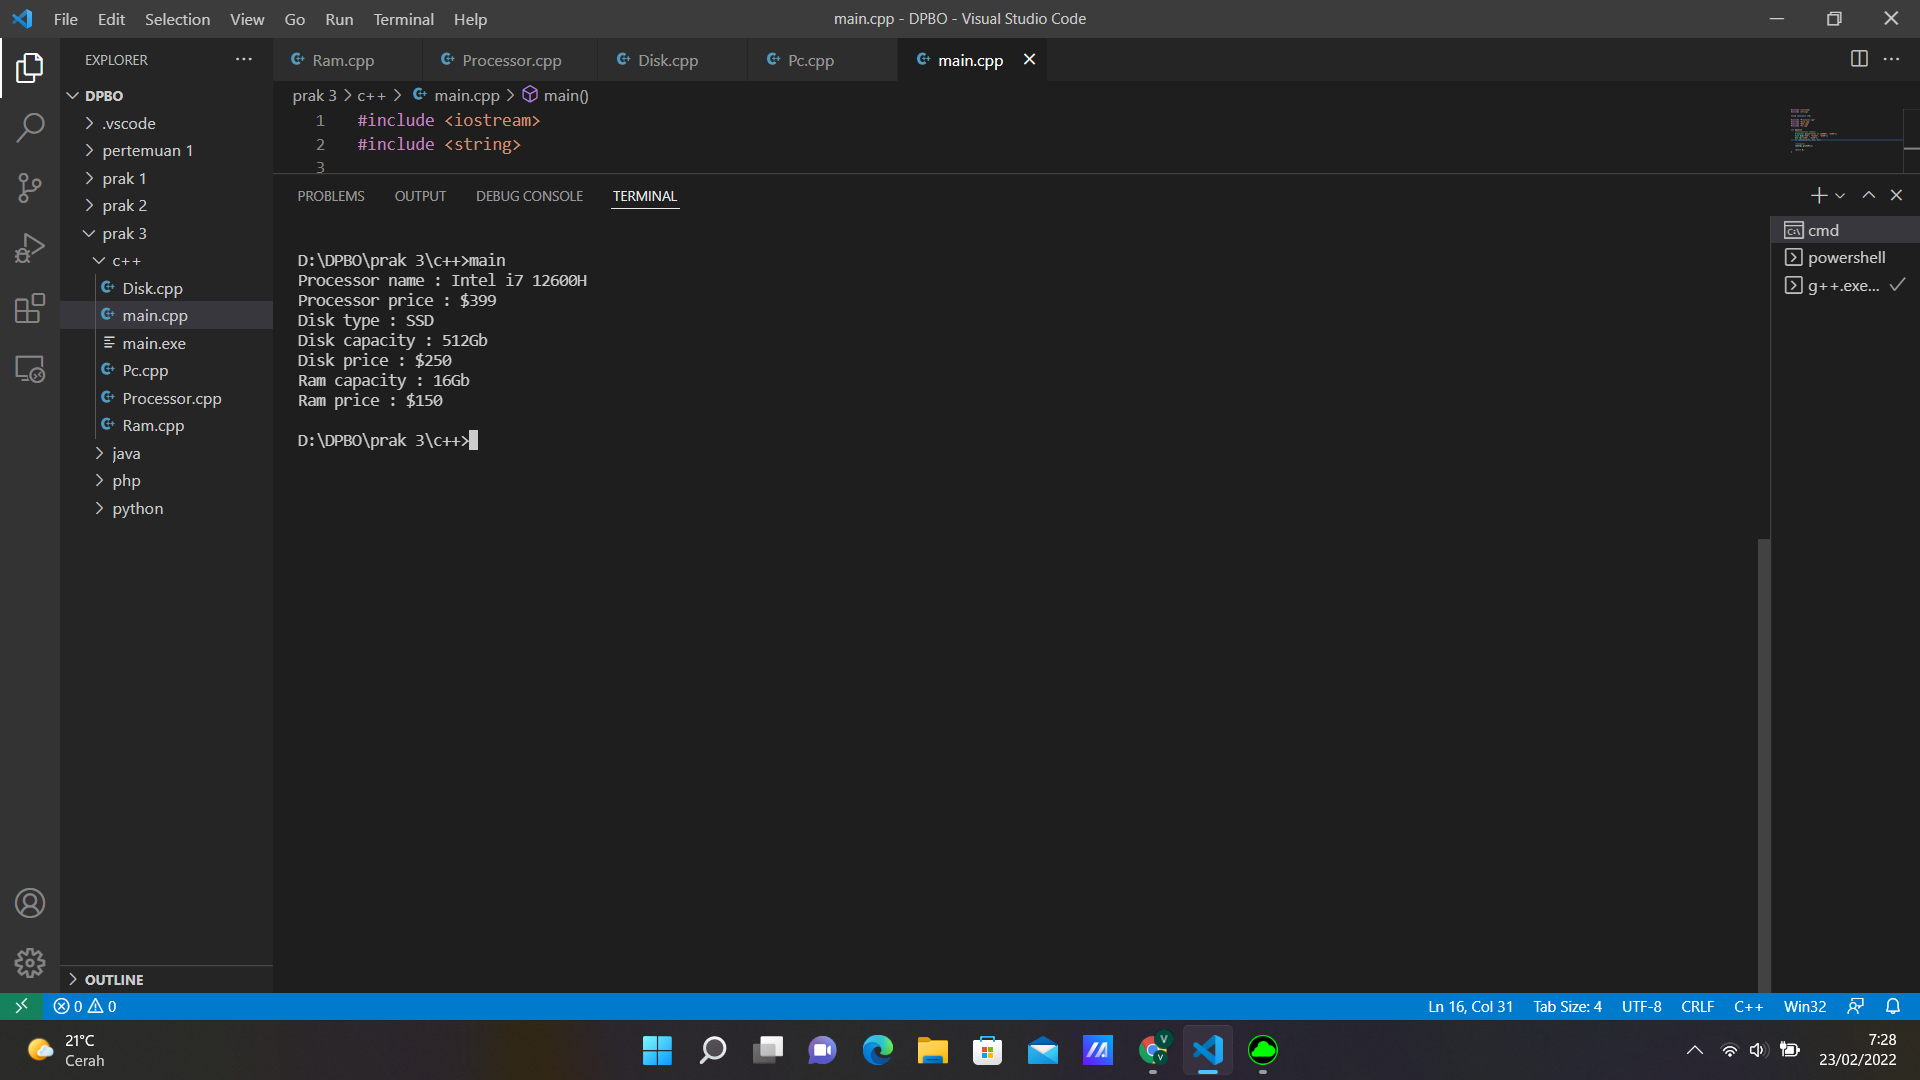 File Edit Selection View Go Run Terminal Help
main.cpp - DPBO - Visual Studio Code
EXPLORER
Ram.cpp
Processor.cpp
Disk.cpp
Pc.cpp
main.cpp
DPBO
.vscode
pertemuan 1
prak 1
prak 2
prak 3
c++
Disk.cpp
main.cpp
main.exe
Pc.cpp
Processor.cpp
Ram.cpp
java
php
python
OUTLINE
prak 3 > c++ > main.cpp > main()
1 #include <iostream>
2 #include <string>
3
PROBLEMS OUTPUT DEBUG CONSOLE TERMINAL
D:\DPBO\prak 3\c++>main
Processor name : Intel i7 12600H
Processor price : $399
Disk type : SSD
Disk capacity : 512Gb
Disk price : $250
Ram capacity : 16Gb
Ram price : $150
D:\DPBO\prak 3\c++>
cmd
powershell
g++.exe...
0 0
Ln 16, Col 31 Tab Size: 4 UTF-8 CRLF C++ Win32
21°C
Cerah
7:28
23/02/2022